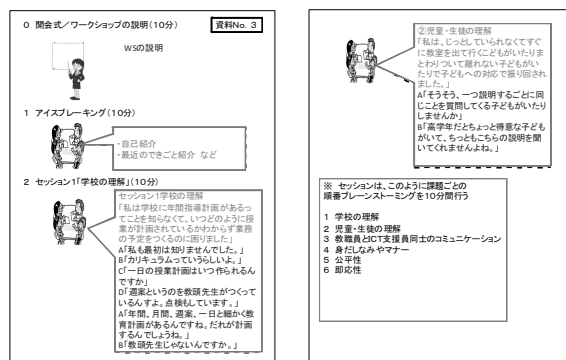 0 開会式/ワークショップの説明(10分)
資料No. 3
WSの説明
1 アイスブレーキング(10分)
・自己紹介
・最近のできごと紹介 など
2 セッション1「学校の理解」(10分)
セッション1学校の理解
「私は学校に年間指導計画があるっ
てことを知らなくて、いつどのように授
業が計画されているかわからず業務
の予定をつくるのに困りました」
A「私も最初は知りませんでした。」
B「カリキュラムっていうらしいよ。」
C「一日の授業計画はいつ作られるん
ですか」
D「週案というのを教頭先生がつくって
いるんすよ。点検もしています。」
A「年間、月間、週案、一日と細かく教
育計画があるんですね。だれが計画
するんでしょうね。」
B「教頭先生じゃないんですか。」
②児童・生徒の理解
「私は、じっとしていられなくてすぐ
に教室を出て行くこどもがいたりま
とわりついて離れない子どもがい
たりで子どもへの対応で振り回され
ました。」
A「そうそう、一つ説明するごとに同
じことを質問してくる子どもがいたり
しませんか」
B「高学年だとちょっと得意な子ども
がいて、ちっともこちらの説明を聞
いてくれませんよね。」
※ セッションは、このように課題ごとの
順番ブレーンストーミングを10分間行う
1 学校の理解
2 児童・生徒の理解
3 教職員とICT支援員同士のコミュニケーション
4 身だしなみやマナー
5 公平性
6 即応性